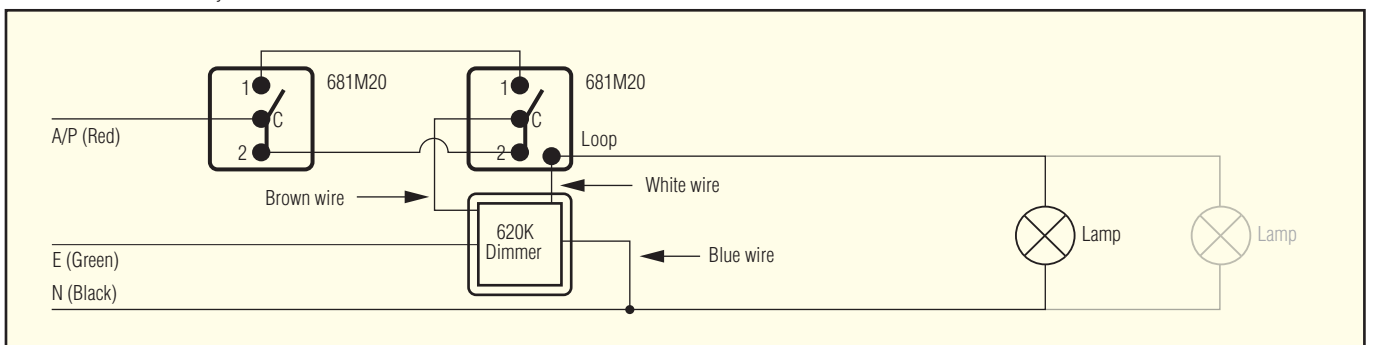 1
681M20
1
681M20
C
C
A/P (Red)
2
2
Loop
Brown wire
White wire
620K
Dimmer
Lamp
Lamp
E (Green)
Blue wire
N (Black)